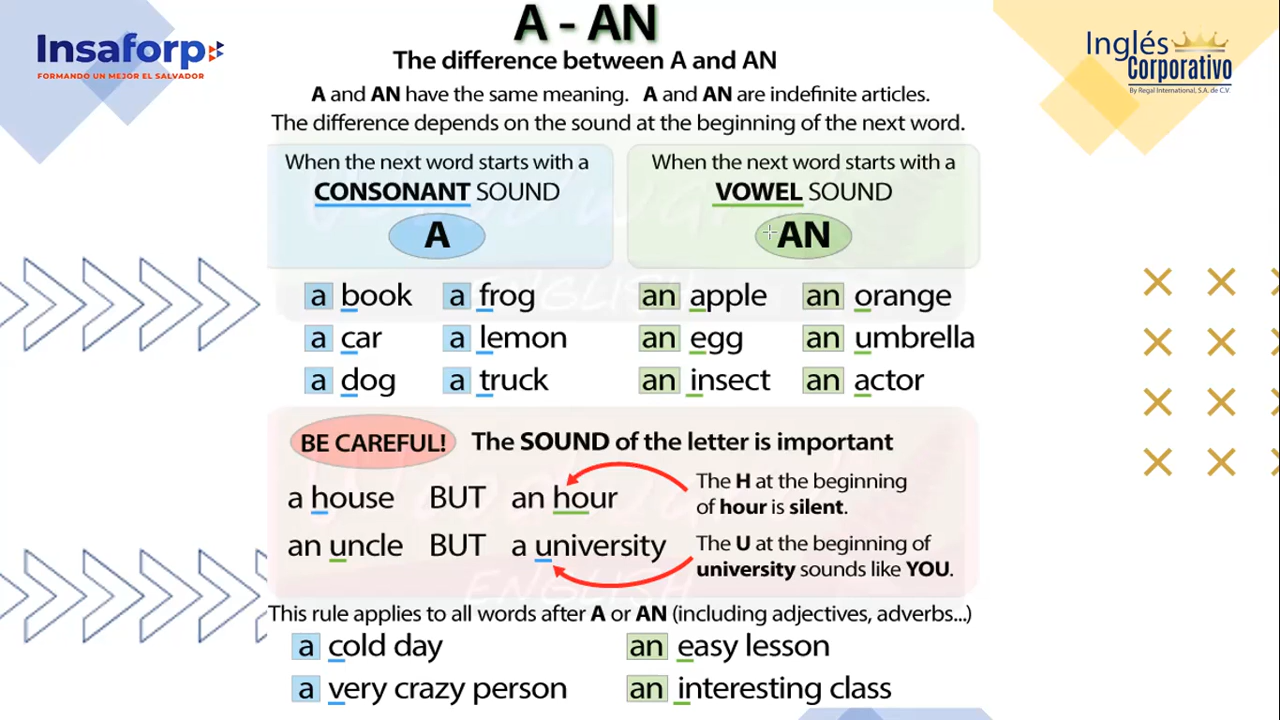 A - AN
Insaforp
FORMANDO UN MEJOR EL SALVADOR
Inglés
Corporativo
By Regal International, S.A. de C.V.
The difference between A and AN
A and AN have the same meaning. A and AN are indefinite articles.
The difference depends on the sound at the beginning of the next word.
When the next word starts with a
CONSONANT SOUND
A
When the next word starts with a
VOWEL SOUND
AN
a book a frog an apple an orange
a car a lemon an egg an umbrella
a dog a truck an insect an actor
BE CAREFUL! The SOUND of the letter is important
a house BUT an hour
The H at the beginning
of hour is silent.
an uncle BUT a university
The U at the beginning of
university sounds like YOU.
This rule applies to all words after A or AN (including adjectives, adverbs...)
a cold day an easy lesson
a very crazy person an interesting class